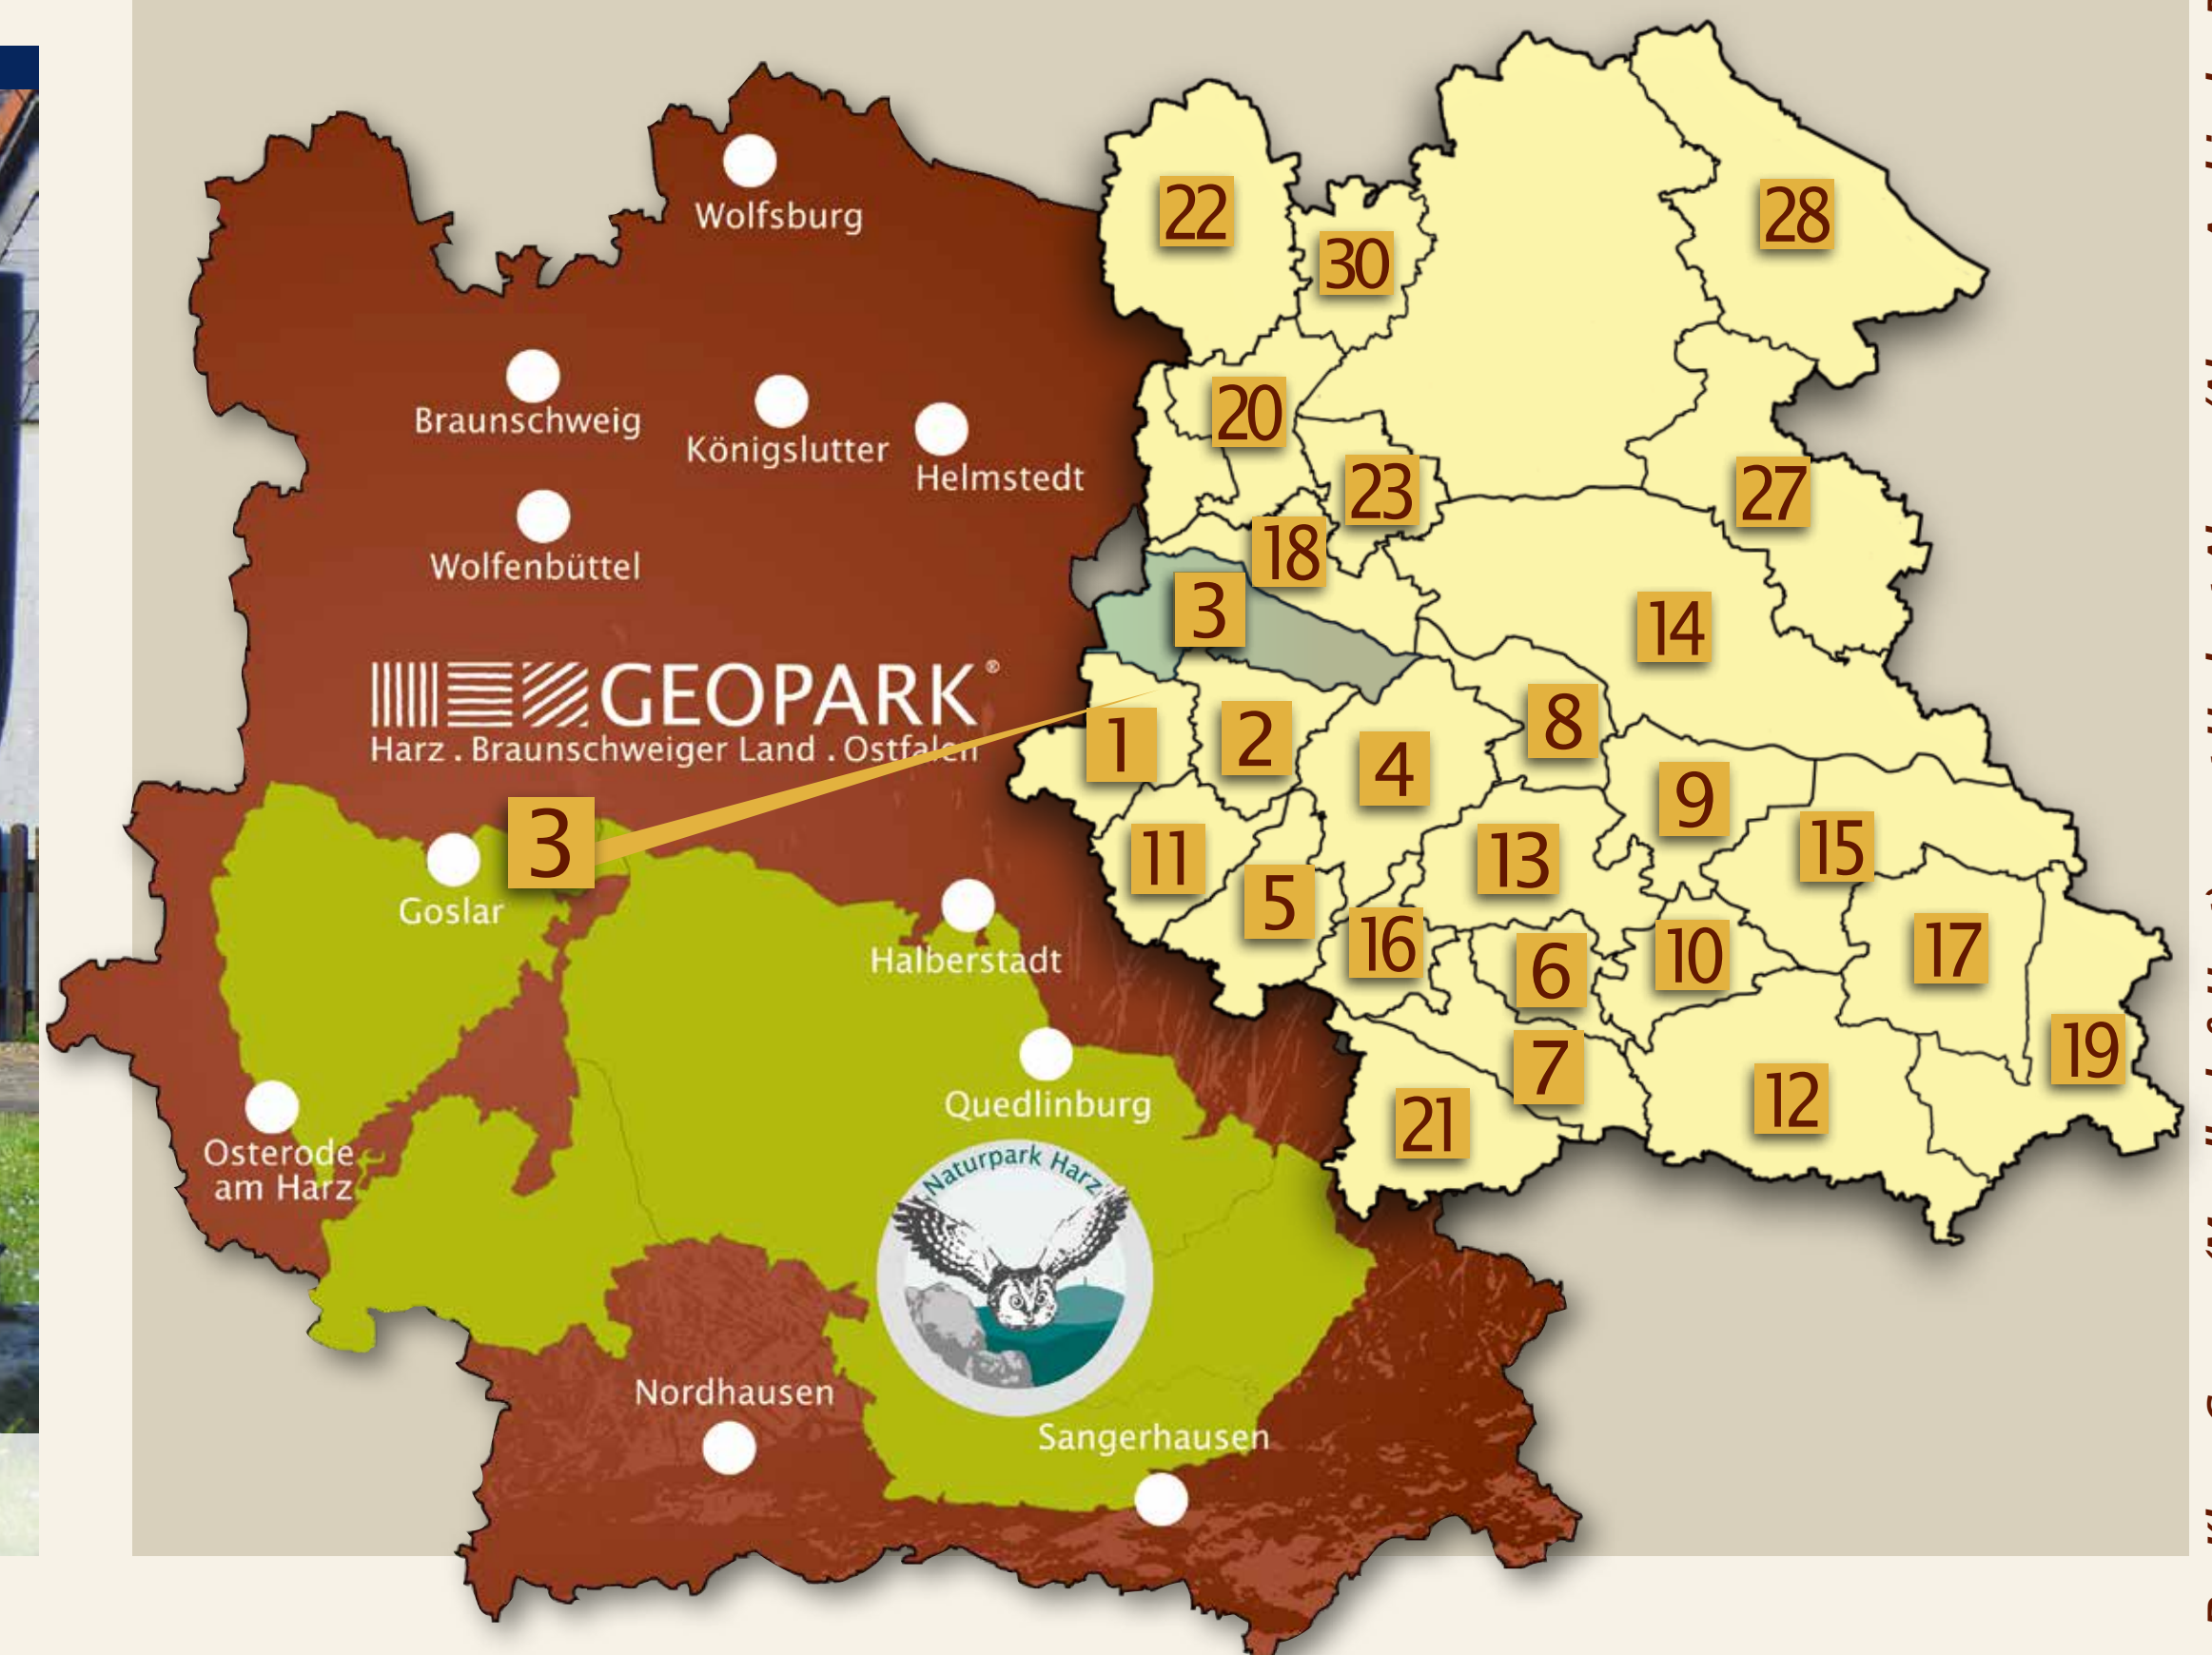 Wolfsburg
Braunschweig
Königslutter
Helmstedt
Wolfenbüttel
GEOPARK®
Harz . Braunschweiger Land . Ostfalen
3
Goslar
Halberstadt
Quedlinburg
Osterode
am Harz
Naturpark Harz
Nordhausen
Sangerhausen
22
30
28
20
23
27
18
3
14
1
2
4
8
9
11
5
13
15
16
6
10
17
7
21
12
19